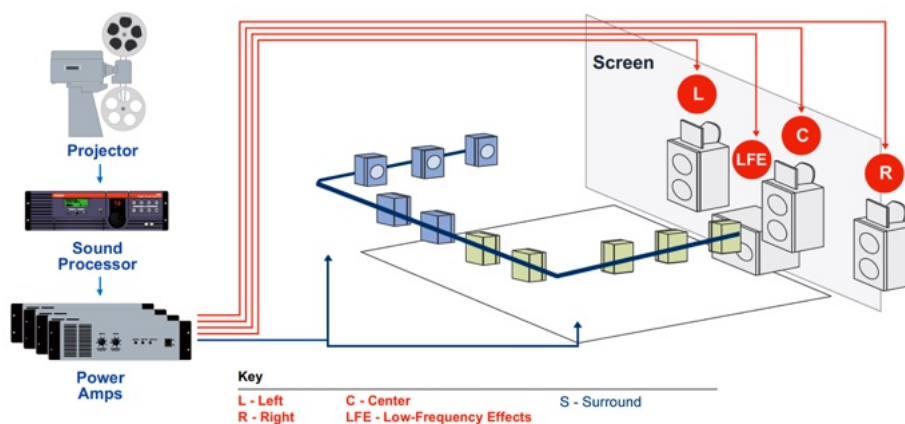 Projector
Sound
Processor
Power
Amps
Screen
L
C
LFE
R
Key
L - Left
C - Center
S - Surround
R - Right
LFE - Low-Frequency Effects